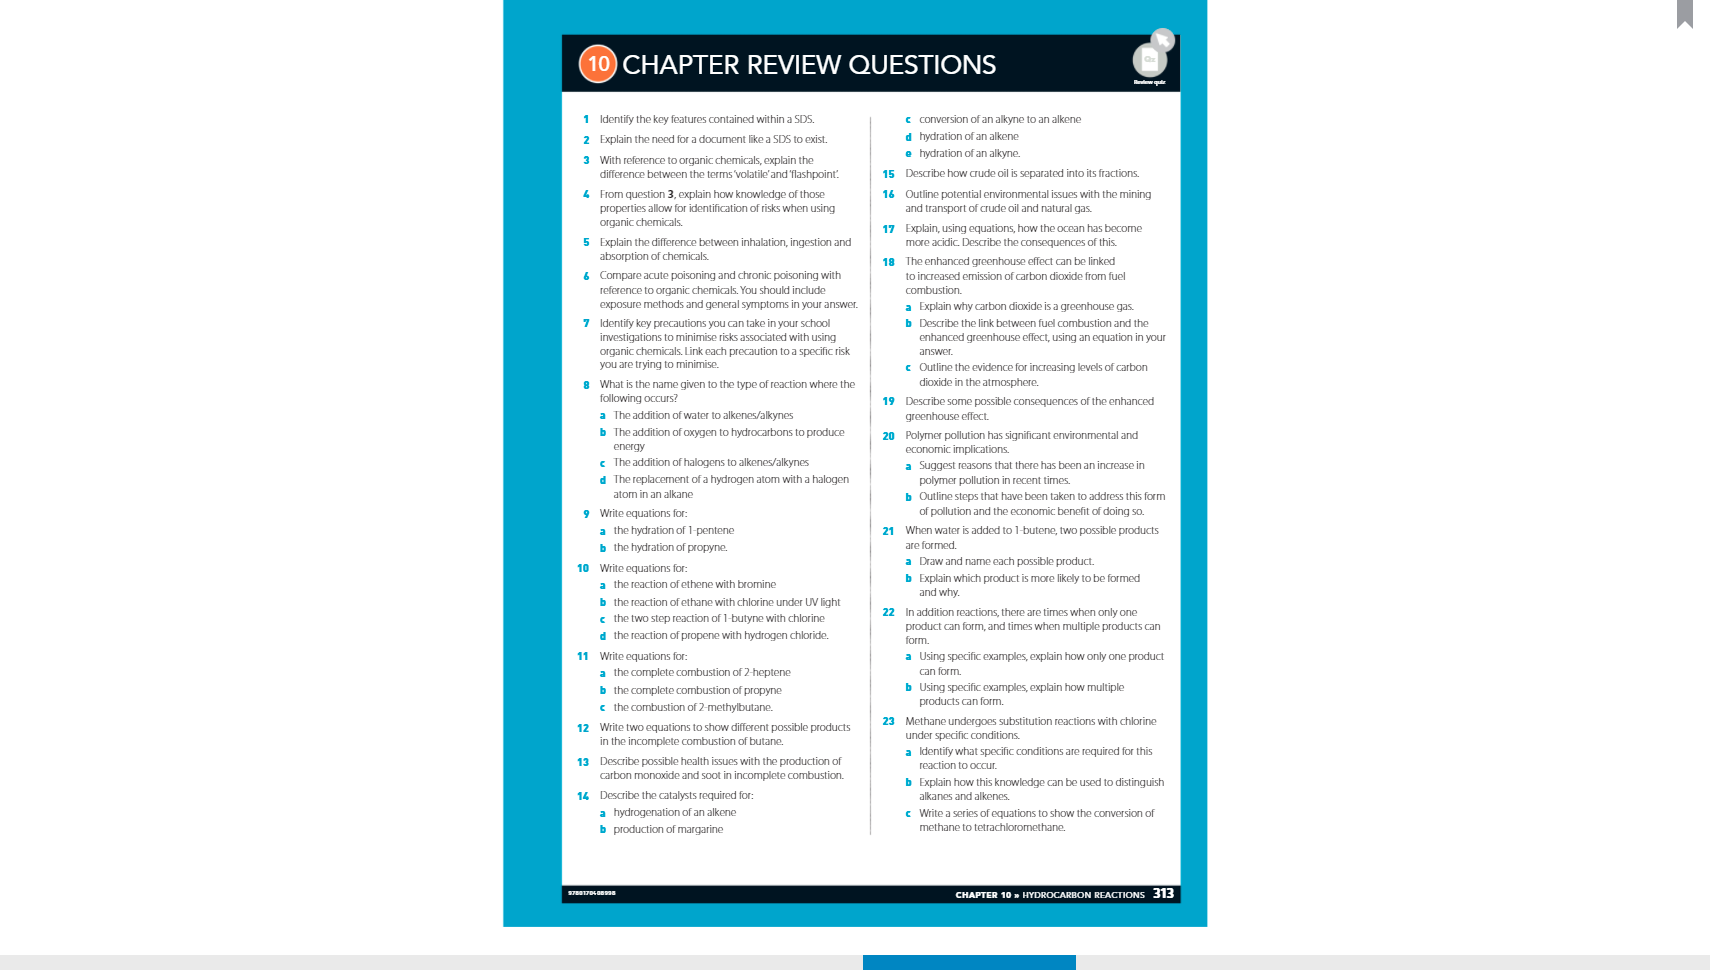 10 CHAPTER REVIEW QUESTIONS
Review quiz
1 Identify the key features contained within a SDS.
2 Explain the need for a document like a SDS to exist.
3 With reference to organic chemicals, explain the
difference between the terms ‘volatile’ and ‘flashpoint’.
4 From question 3, explain how knowledge of those
properties allow for identification of risks when using
organic chemicals.
5 Explain the difference between inhalation, ingestion and
absorption of chemicals.
6 Compare acute poisoning and chronic poisoning with
reference to organic chemicals. You should include
exposure methods and general symptoms in your answer.
7 Identify key precautions you can take in your school
investigations to minimise risks associated with using
organic chemicals. Link each precaution to a specific risk
you are trying to minimise.
8 What is the name given to the type of reaction where the
following occurs?
a The addition of water to alkenes/alkynes
b The addition of oxygen to hydrocarbons to produce
energy
c The addition of halogens to alkenes/alkynes
d The replacement of a hydrogen atom with a halogen
atom in an alkane
9 Write equations for:
a the hydration of 1-pentene
b the hydration of propyne.
10 Write equations for:
a the reaction of ethene with bromine
b the reaction of ethane with chlorine under UV light
c the two step reaction of 1-butyne with chlorine
d the reaction of propene with hydrogen chloride.
11 Write equations for:
a the complete combustion of 2-heptene
b the complete combustion of propyne
c the combustion of 2-methylbutane.
12 Write two equations to show different possible products
in the incomplete combustion of butane.
13 Describe possible health issues with the production of
carbon monoxide and soot in incomplete combustion.
14 Describe the catalysts required for:
a hydrogenation of an alkene
b production of margarine
c conversion of an alkyne to an alkene
d hydration of an alkene
e hydration of an alkyne.
15 Describe how crude oil is separated into its fractions.
16 Outline potential environmental issues with the mining
and transport of crude oil and natural gas.
17 Explain, using equations, how the ocean has become
more acidic. Describe the consequences of this.
18 The enhanced greenhouse effect can be linked
to increased emission of carbon dioxide from fuel
combustion.
a Explain why carbon dioxide is a greenhouse gas.
b Describe the link between fuel combustion and the
enhanced greenhouse effect, using an equation in your
answer.
c Outline the evidence for increasing levels of carbon
dioxide in the atmosphere.
19 Describe some possible consequences of the enhanced
greenhouse effect.
20 Polymer pollution has significant environmental and
economic implications.
a Suggest reasons that there has been an increase in
polymer pollution in recent times.
b Outline steps that have been taken to address this form
of pollution and the economic benefit of doing so.
21 When water is added to 1-butene, two possible products
are formed.
a Draw and name each possible product.
b Explain which product is more likely to be formed
and why.
22 In addition reactions, there are times when only one
product can form, and times when multiple products can
form.
a Using specific examples, explain how only one product
can form.
b Using specific examples, explain how multiple
products can form.
23 Methane undergoes substitution reactions with chlorine
under specific conditions.
a Identify what specific conditions are required for this
reaction to occur.
b Explain how this knowledge can be used to distinguish
alkanes and alkenes.
c Write a series of equations to show the conversion of
methane to tetrachloromethane.
9780170408998
CHAPTER 10 » HYDROCARBON REACTIONS 313